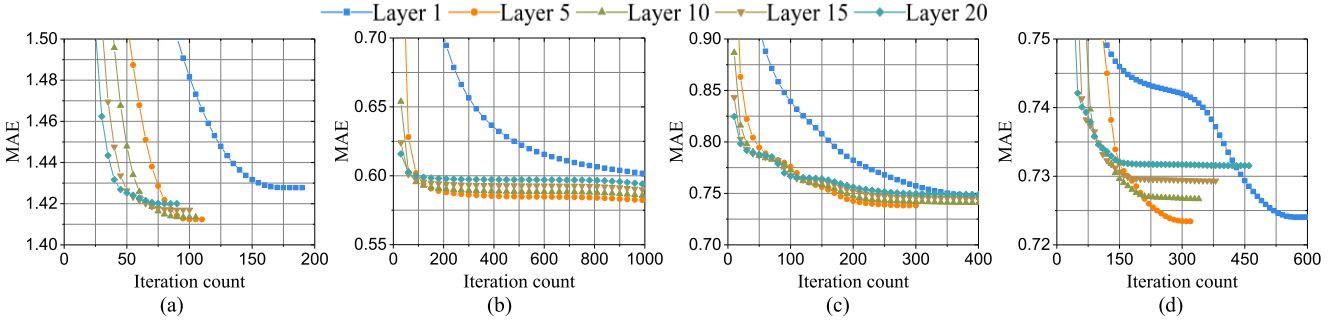 Layer 1 Layer 5 Layer 10 Layer 15 Layer 20
MAE
1.50
1.48
1.46
1.44
1.42
1.40
0 50 100 150 200
Iteration count
(a)
MAE
0.70
0.65
0.60
0.55
0 200 400 600 800 1000
Iteration count
(b)
MAE
0.90
0.85
0.80
0.75
0.70
0 100 200 300 400
Iteration count
(c)
MAE
0.75
0.74
0.73
0.72
0 150 300 450 600
Iteration count
(d)